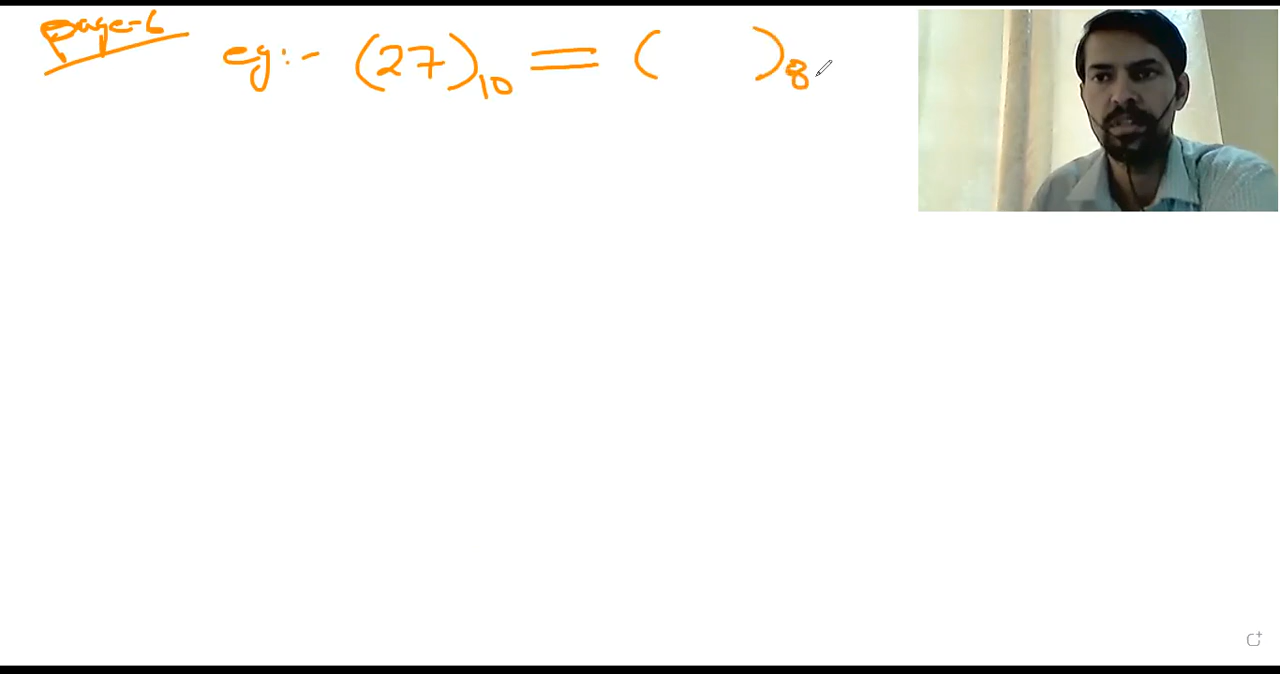 page-6
eg:- (27)10 = (    )8